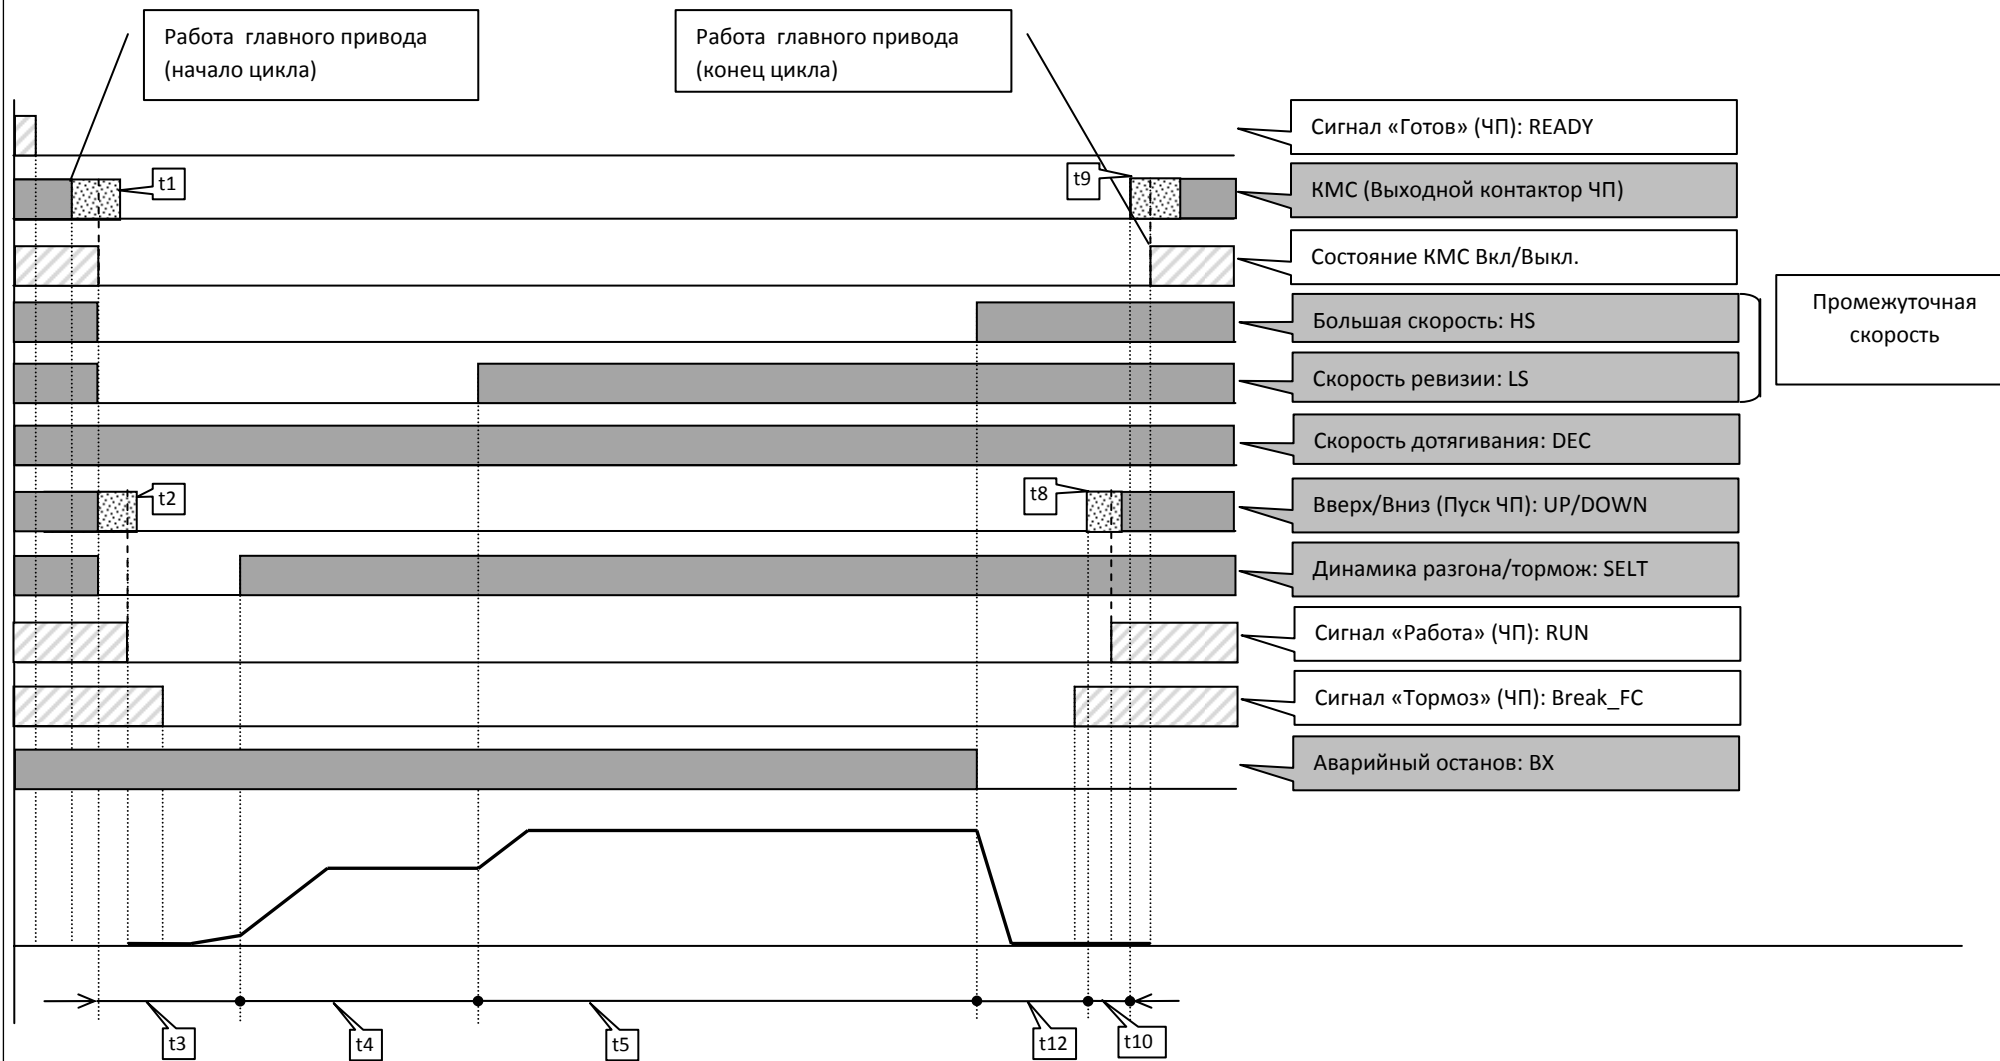 Работа главного привода
(начало цикла)
Работа главного привода
(конец цикла)
Сигнал «Готов» (ЧП): READY
t1
t9
КМС (Выходной контактор ЧП)
Состояние КМС Вкл/Выкл.
Большая скорость: HS
Промежуточная
скорость
Скорость ревизии: LS
Скорость дотягивания: DEC
t2
t8
Вверх/Вниз (Пуск ЧП): UP/DOWN
Динамика разгона/тормож: SELT
Сигнал «Работа» (ЧП): RUN
Сигнал «Тормоз» (ЧП): Break_FC
Аварийный останов: BX
t3
t4
t5
t12
t10